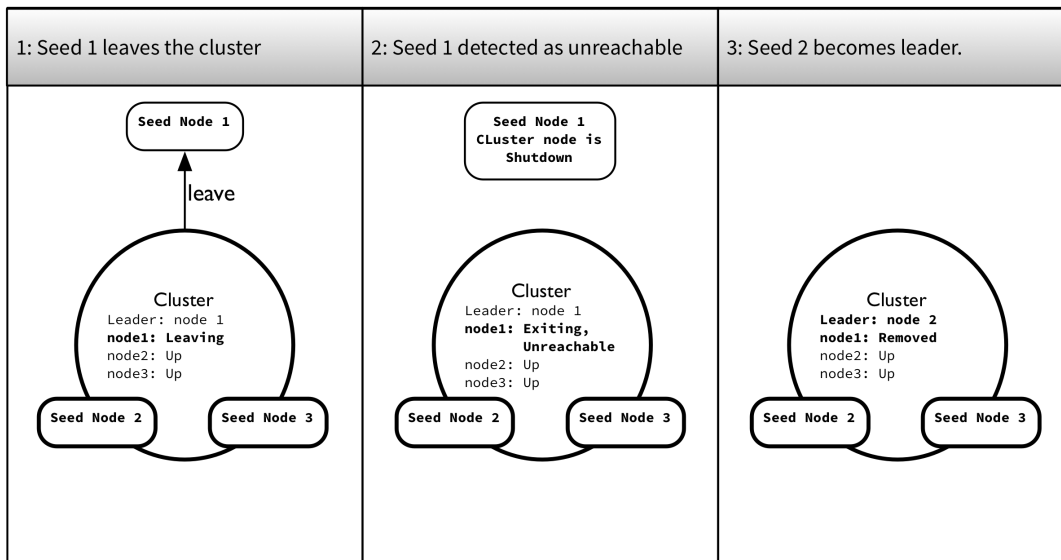 1: Seed 1 leaves the cluster
2: Seed 1 detected as unreachable
3: Seed 2 becomes leader.
Seed Node 1
leave
Cluster
Leader: node 1
node1: Leaving
node2: Up
node3: Up
Seed Node 2
Seed Node 3
Seed Node 1
CLuster node is
Shutdown
Cluster
Leader: node 1
node1: Exiting,
Unreachable
node2: Up
node3: Up
Seed Node 2
Seed Node 3
Cluster
Leader: node 2
node1: Removed
node2: Up
node3: Up
Seed Node 2
Seed Node 3